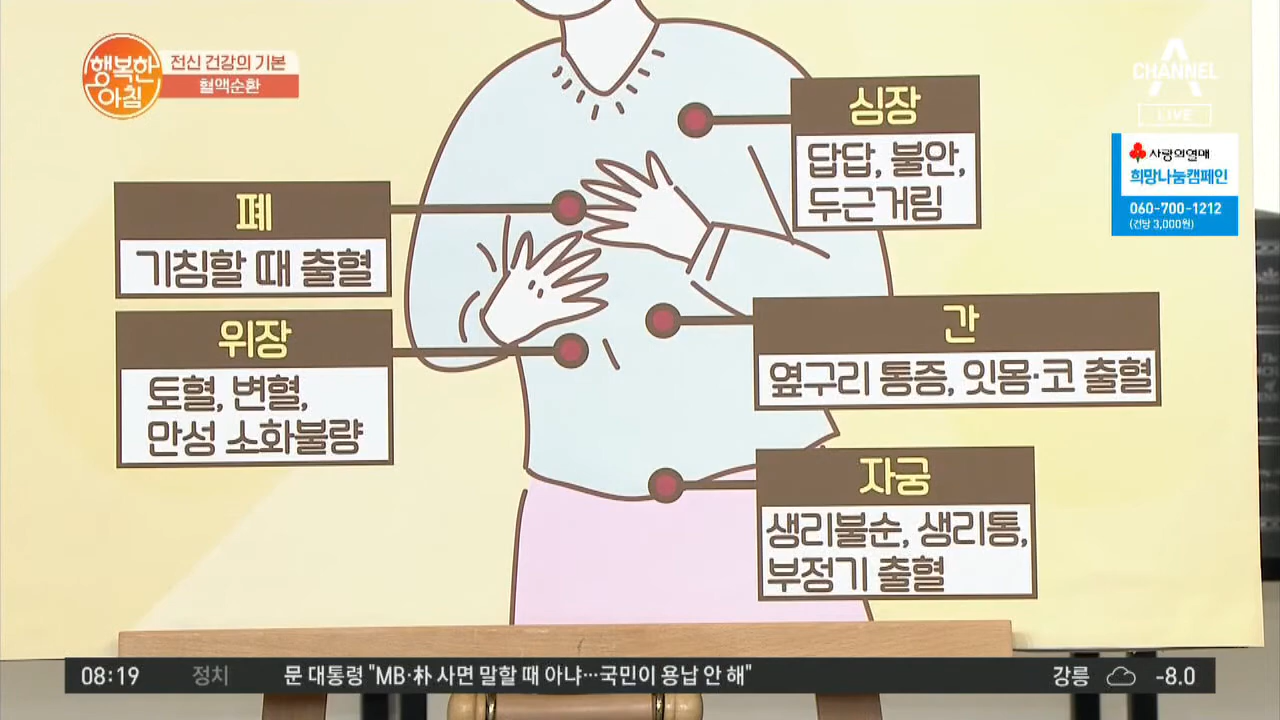 행복한
아침
전신 건강의 기본
혈액순환
CHANNEL
LIVE
사랑의열매
희망나눔캠페인
060-700-1212
(건당 3,000원)
심장
답답, 불안,
두근거림
폐
기침할 때 출혈
위장
토혈, 변혈,
만성 소화불량
간
옆구리 통증, 잇몸·코 출혈
자궁
생리불순, 생리통,
부정기 출혈
08:19 정치 문 대통령 "MB·朴 사면 말할 때 아냐…국민이 용납 안 해" 강릉 -8.0